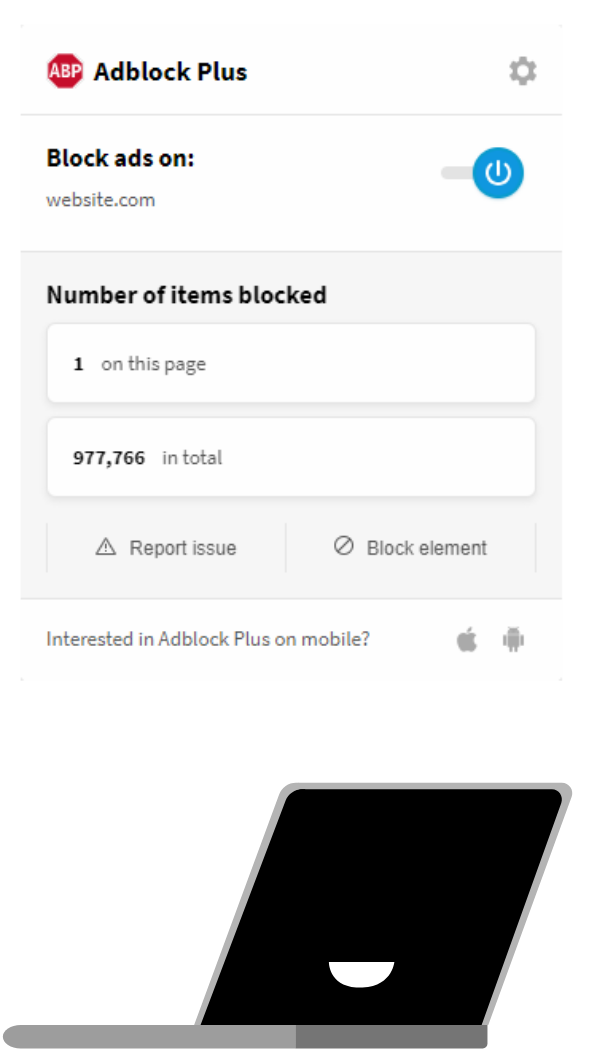 ABP Adblock Plus
Block ads on:
website.com
Number of items blocked
1 on this page
977,766 in total
Report issue Block element
Interested in Adblock Plus on mobile?